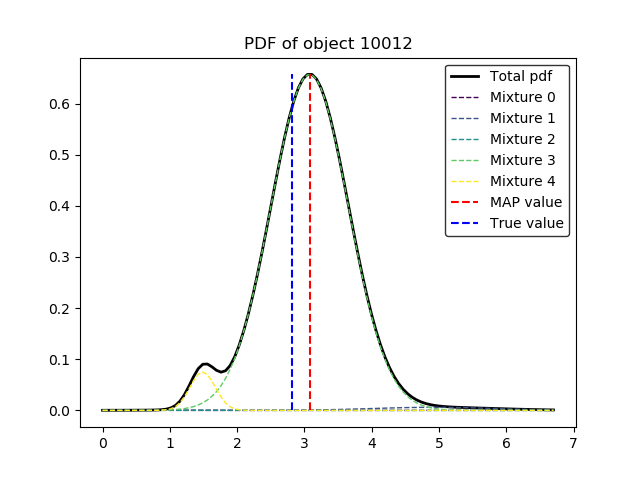 PDF of object 10012
Total pdf
Mixture 0
Mixture 1
Mixture 2
Mixture 3
Mixture 4
MAP value
True value
0.6
0.5
0.4
0.3
0.2
0.1
0.0
0 1 2 3 4 5 6 7